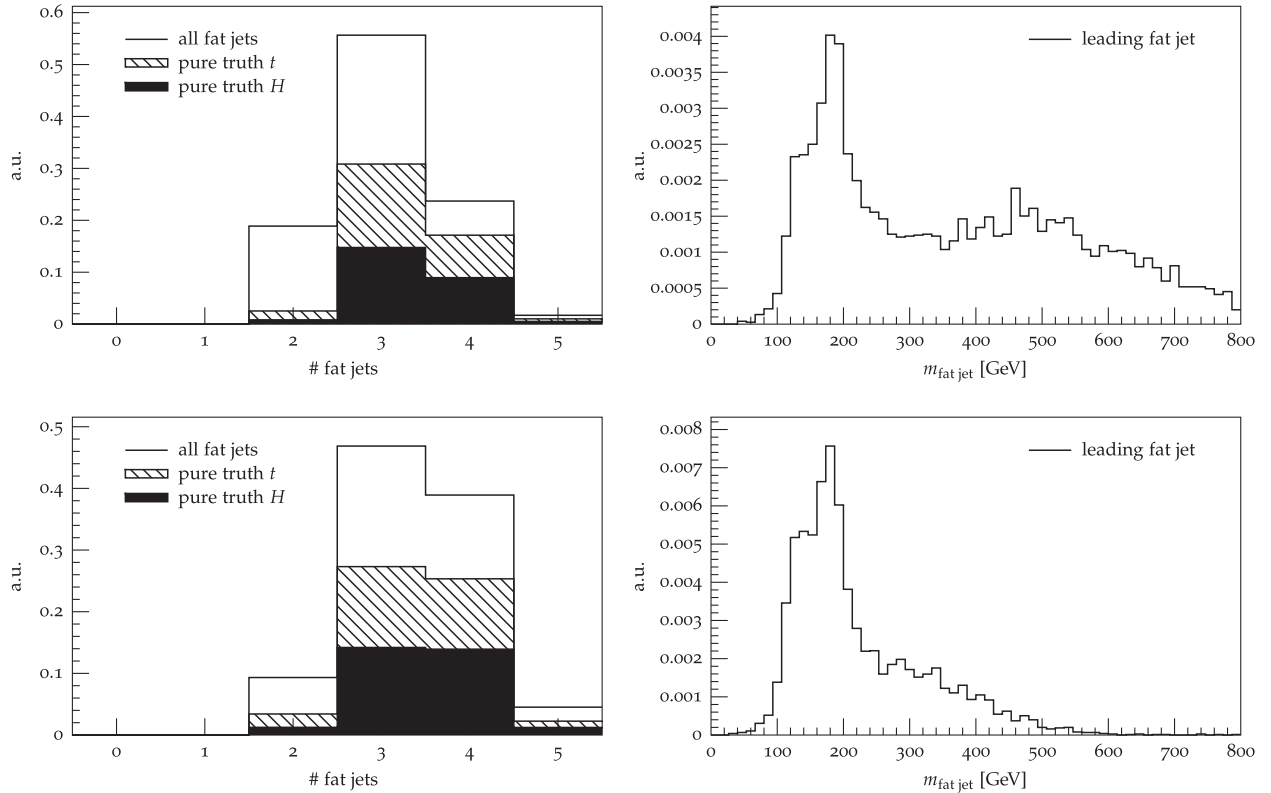 0.6
0.5
0.4
0.3
0.2
0.1
0
a.u.
all fat jets
pure truth t
pure truth H
0 1 2 3 4 5
# fat jets
0.004
0.0035
0.003
0.0025
0.002
0.0015
0.001
0.0005
0
a.u.
leading fat jet
0 100 200 300 400 500 600 700 800
m_fat jet [GeV]
0.5
0.4
0.3
0.2
0.1
0
a.u.
all fat jets
pure truth t
pure truth H
0 1 2 3 4 5
# fat jets
0.008
0.007
0.006
0.005
0.004
0.003
0.002
0.001
0
a.u.
leading fat jet
0 100 200 300 400 500 600 700 800
m_fat jet [GeV]